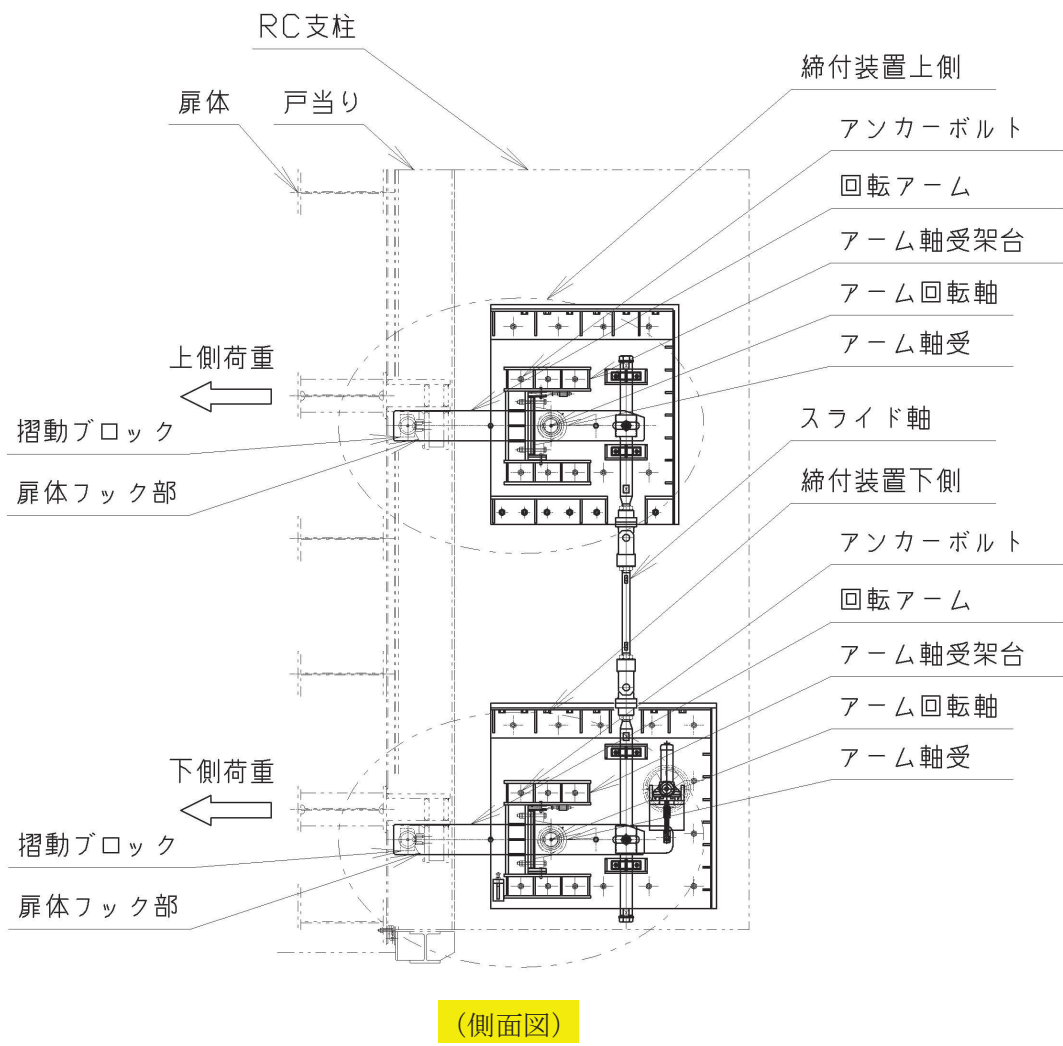 RC支柱
締付装置上側
扉体
戸当り
アンカーボルト
回転アーム
アーム軸受架台
アーム回転軸
アーム軸受
上側荷重
摺動ブロック
扉体フック部
スライド軸
締付装置下側
アンカーボルト
回転アーム
アーム軸受架台
アーム回転軸
アーム軸受
下側荷重
摺動ブロック
扉体フック部
(側面図)